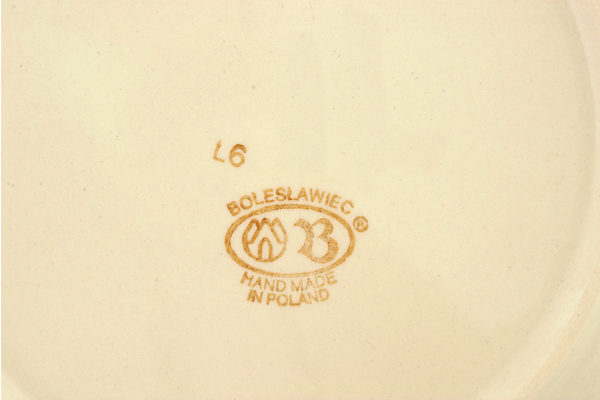 L6
BOLESŁAWIEC®
B
HAND MADE
IN POLAND